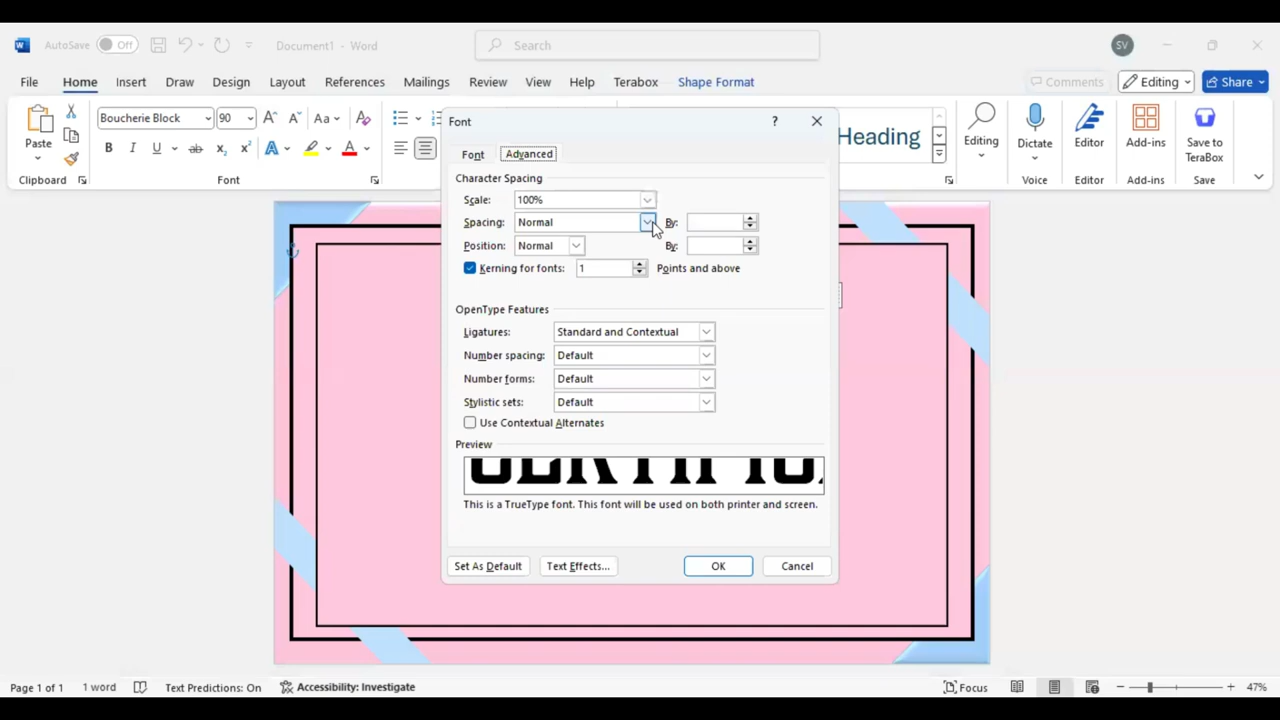 AutoSave Off Document1 - Word Search SV
File Home Insert Draw Design Layout References Mailings Review View Help Terabox Shape Format Comments Editing Share
Paste Boucherie Block 90 Aa Heading Editing Dictate Editor Add-ins Save to TeraBox
Clipboard Font Voice Editor Add-ins Save
Font ?
Font Advanced
Character Spacing
Scale: 100%
Spacing: Normal By:
Position: Normal By:
Kerning for fonts: 1 Points and above
OpenType Features
Ligatures: Standard and Contextual
Number spacing: Default
Number forms: Default
Stylistic sets: Default
Use Contextual Alternates
Preview
This is a TrueType font. This font will be used on both printer and screen.
Set As Default Text Effects... OK Cancel
Page 1 of 1 1 word Text Predictions: On Accessibility: Investigate Focus 47%